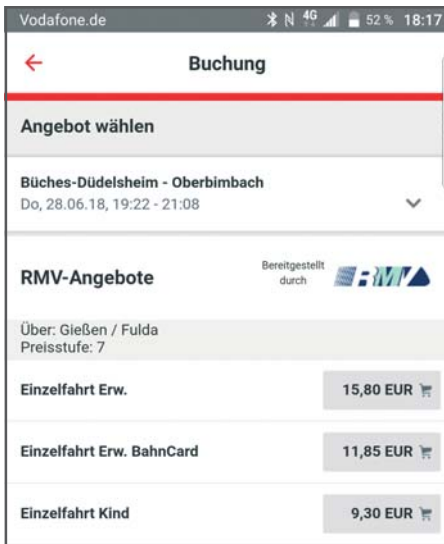 Vodafone.de 4G 52 % 18:17
Buchung
Angebot wählen
Büches-Düdelsheim - Oberbimbach
Do, 28.06.18, 19:22 - 21:08
RMV-Angebote
Bereitgestellt
durch
RMV
Über: Gießen / Fulda
Preisstufe: 7
Einzelfahrt Erw. 15,80 EUR
Einzelfahrt Erw. BahnCard 11,85 EUR
Einzelfahrt Kind 9,30 EUR